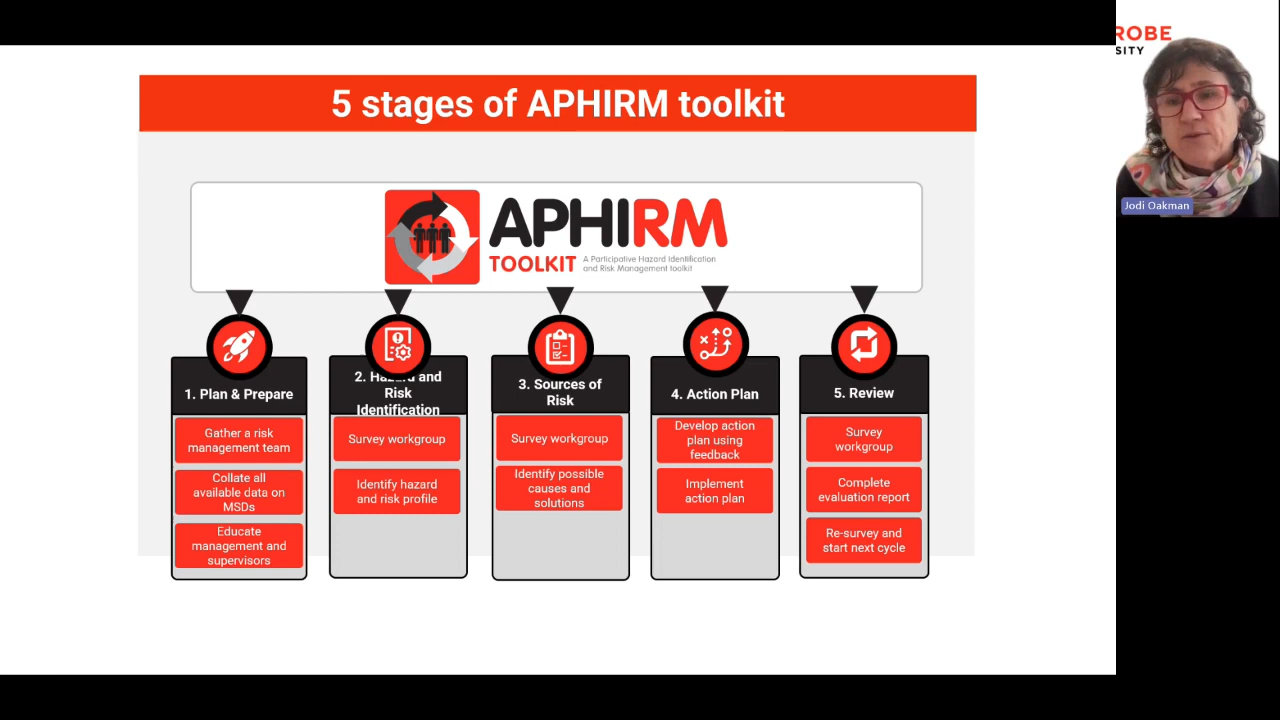 5 stages of APHIRM toolkit
APHIRM
TOOLKIT
A Participative Hazard Identification
and Risk Management toolkit
1. Plan & Prepare
Gather a risk
management team
Collate all
available data on
MSDs
Educate
management and
supervisors
2. Hazard and
Risk
Identification
Survey workgroup
Identify hazard
and risk profile
3. Sources of
Risk
Survey workgroup
Identify possible
causes and
solutions
4. Action Plan
Develop action
plan using
feedback
Implement
action plan
5. Review
Survey
workgroup
Complete
evaluation report
Re-survey and
start next cycle
ROBE
SITY
Jodi Oakman